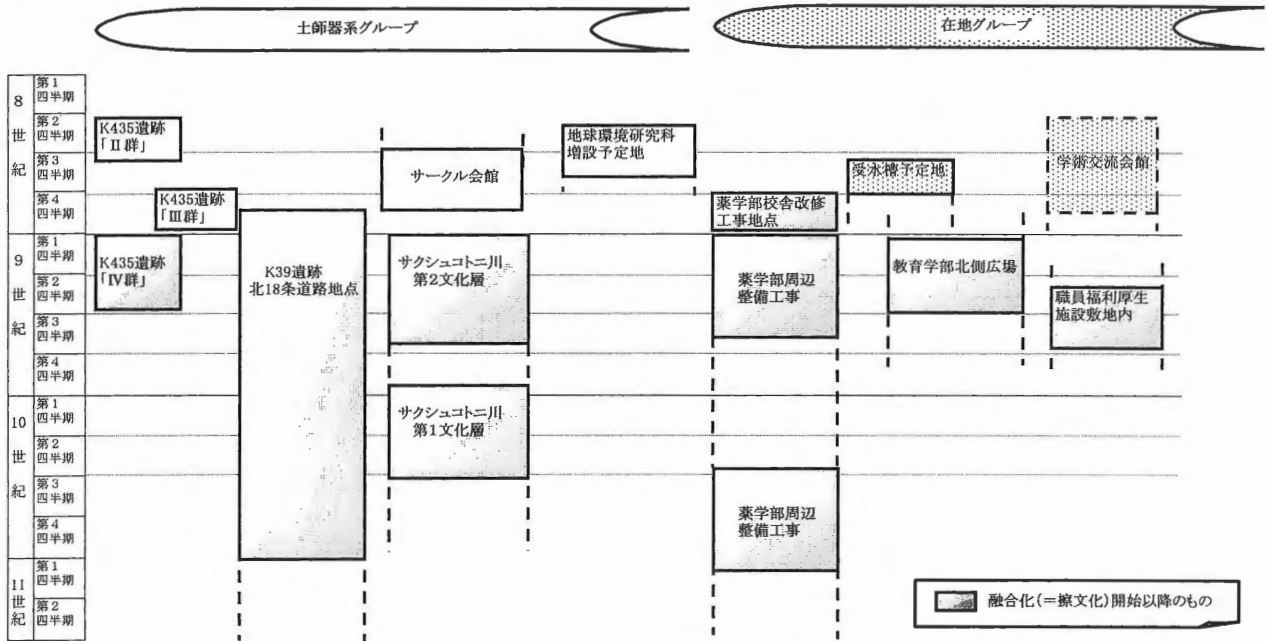 土師器系グループ
在地グループ
8
世
紀
第1
四半期
第2
四半期
第3
四半期
第4
四半期
9
世
紀
第1
四半期
第2
四半期
第3
四半期
第4
四半期
10
世
紀
第1
四半期
第2
四半期
第3
四半期
第4
四半期
11
世
紀
第1
四半期
第2
四半期
K435遺跡
「Ⅱ群」
K435遺跡
「Ⅲ群」
K435遺跡
「Ⅳ群」
K39遺跡
北18条道路地点
サークル会館
サクシュコトニ川
第2文化層
サクシュコトニ川
第1文化層
地球環境研究科
増設予定地
薬学部校舎改修
工事地点
薬学部周辺
整備工事
薬学部周辺
整備工事
受水槽予定地
教育学部北側広場
学術交流会館
職員福利厚生
施設敷地内
融合化(=擦文化)開始以降のもの